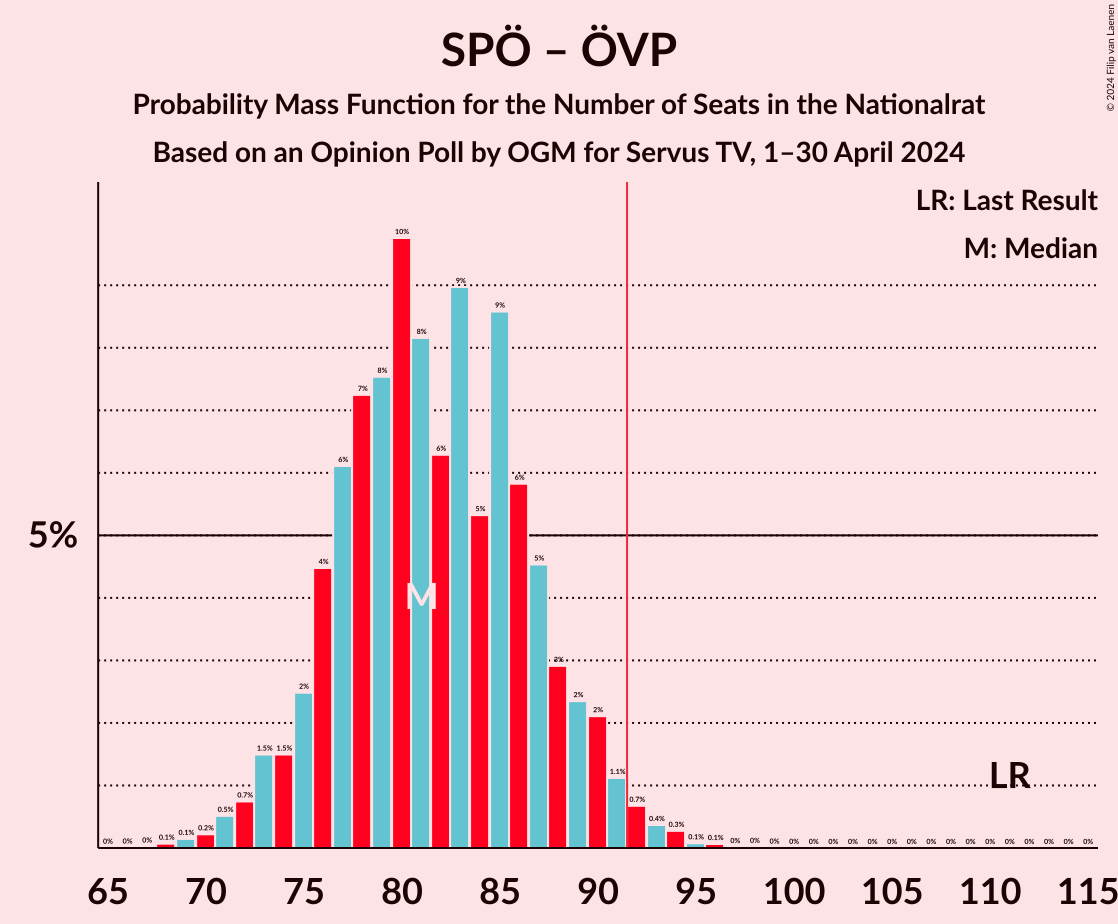 SPÖ – ÖVP
Probability Mass Function for the Number of Seats in the Nationalrat
Based on an Opinion Poll by OGM for Servus TV, 1–30 April 2024
© 2024 Filip van Laenen
LR: Last Result
M: Median
5%
0% 0% 0% 0.1% 0.1% 0.2% 0.5% 0.7% 1.5% 1.5% 2% 4% 6% 7% 8% 10% 8% 6% 9% 5% 9% 6% 5% 3% 2% 2% 1.1% 0.7% 0.4% 0.3% 0.1% 0.1% 0% 0% 0% 0% 0% 0% 0% 0% 0% 0% 0% 0% 0% 0% 0% 0% 0% 0% 0%
M
LR
65 70 75 80 85 90 95 100 105 110 115